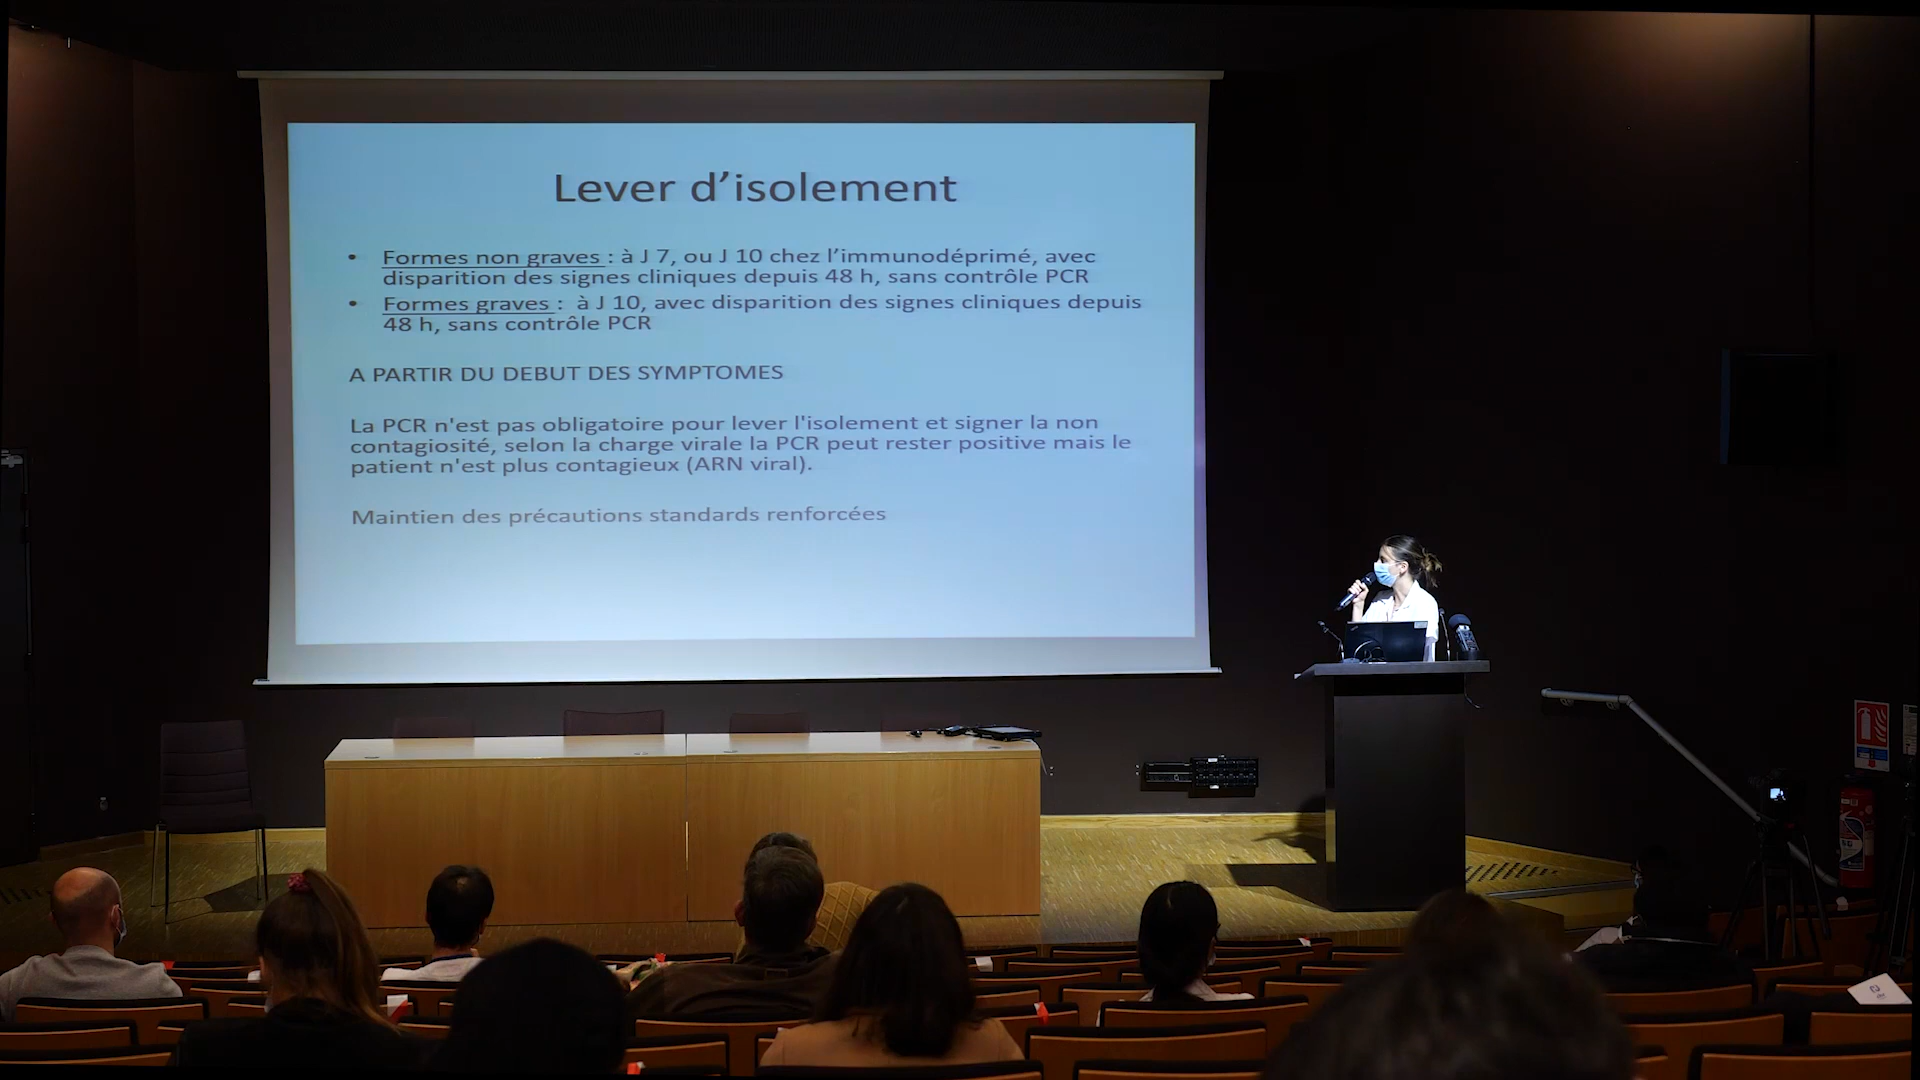 Lever d’isolement
• Formes non graves : à J 7, ou J 10 chez l’immunodéprimé, avec
disparition des signes cliniques depuis 48 h, sans contrôle PCR
• Formes graves :  à J 10, avec disparition des signes cliniques depuis
48 h, sans contrôle PCR
A PARTIR DU DEBUT DES SYMPTOMES
La PCR n'est pas obligatoire pour lever l'isolement et signer la non
contagiosité, selon la charge virale la PCR peut rester positive mais le
patient n'est plus contagieux (ARN viral).
Maintien des précautions standards renforcées